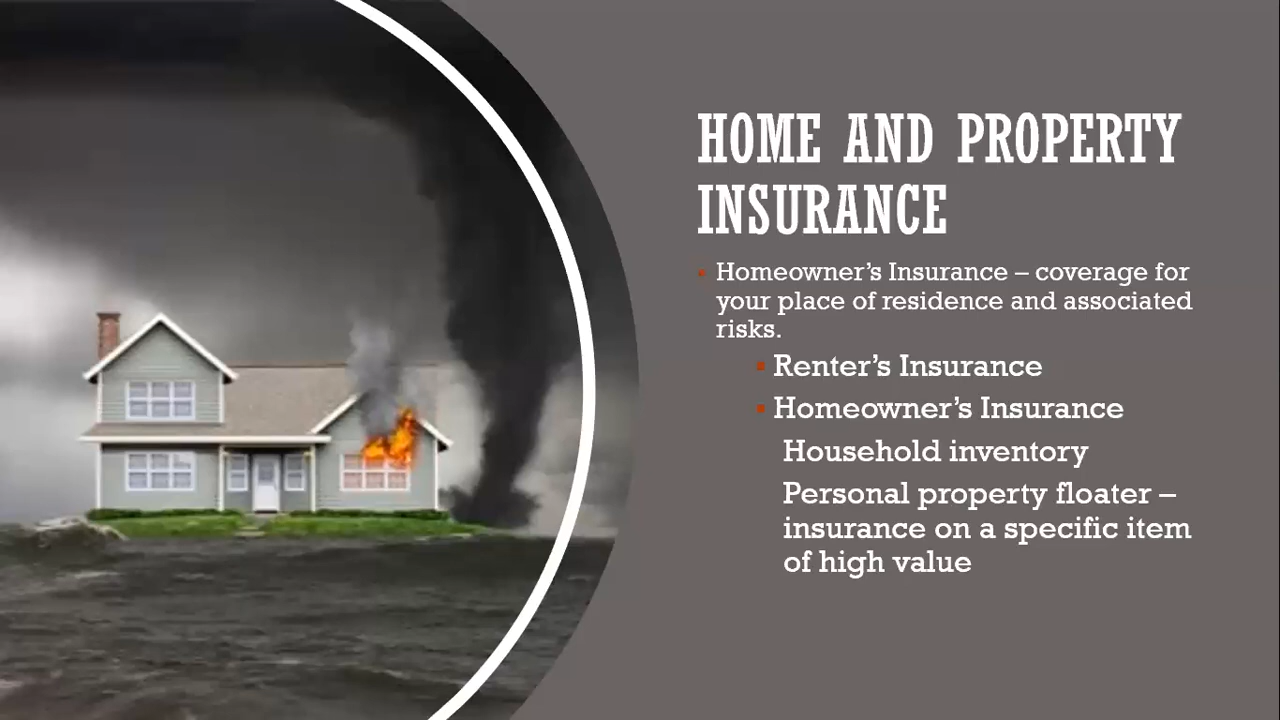 HOME AND PROPERTY
INSURANCE
Homeowner's Insurance – coverage for
your place of residence and associated
risks.
Renter's Insurance
Homeowner's Insurance
Household inventory
Personal property floater –
insurance on a specific item
of high value